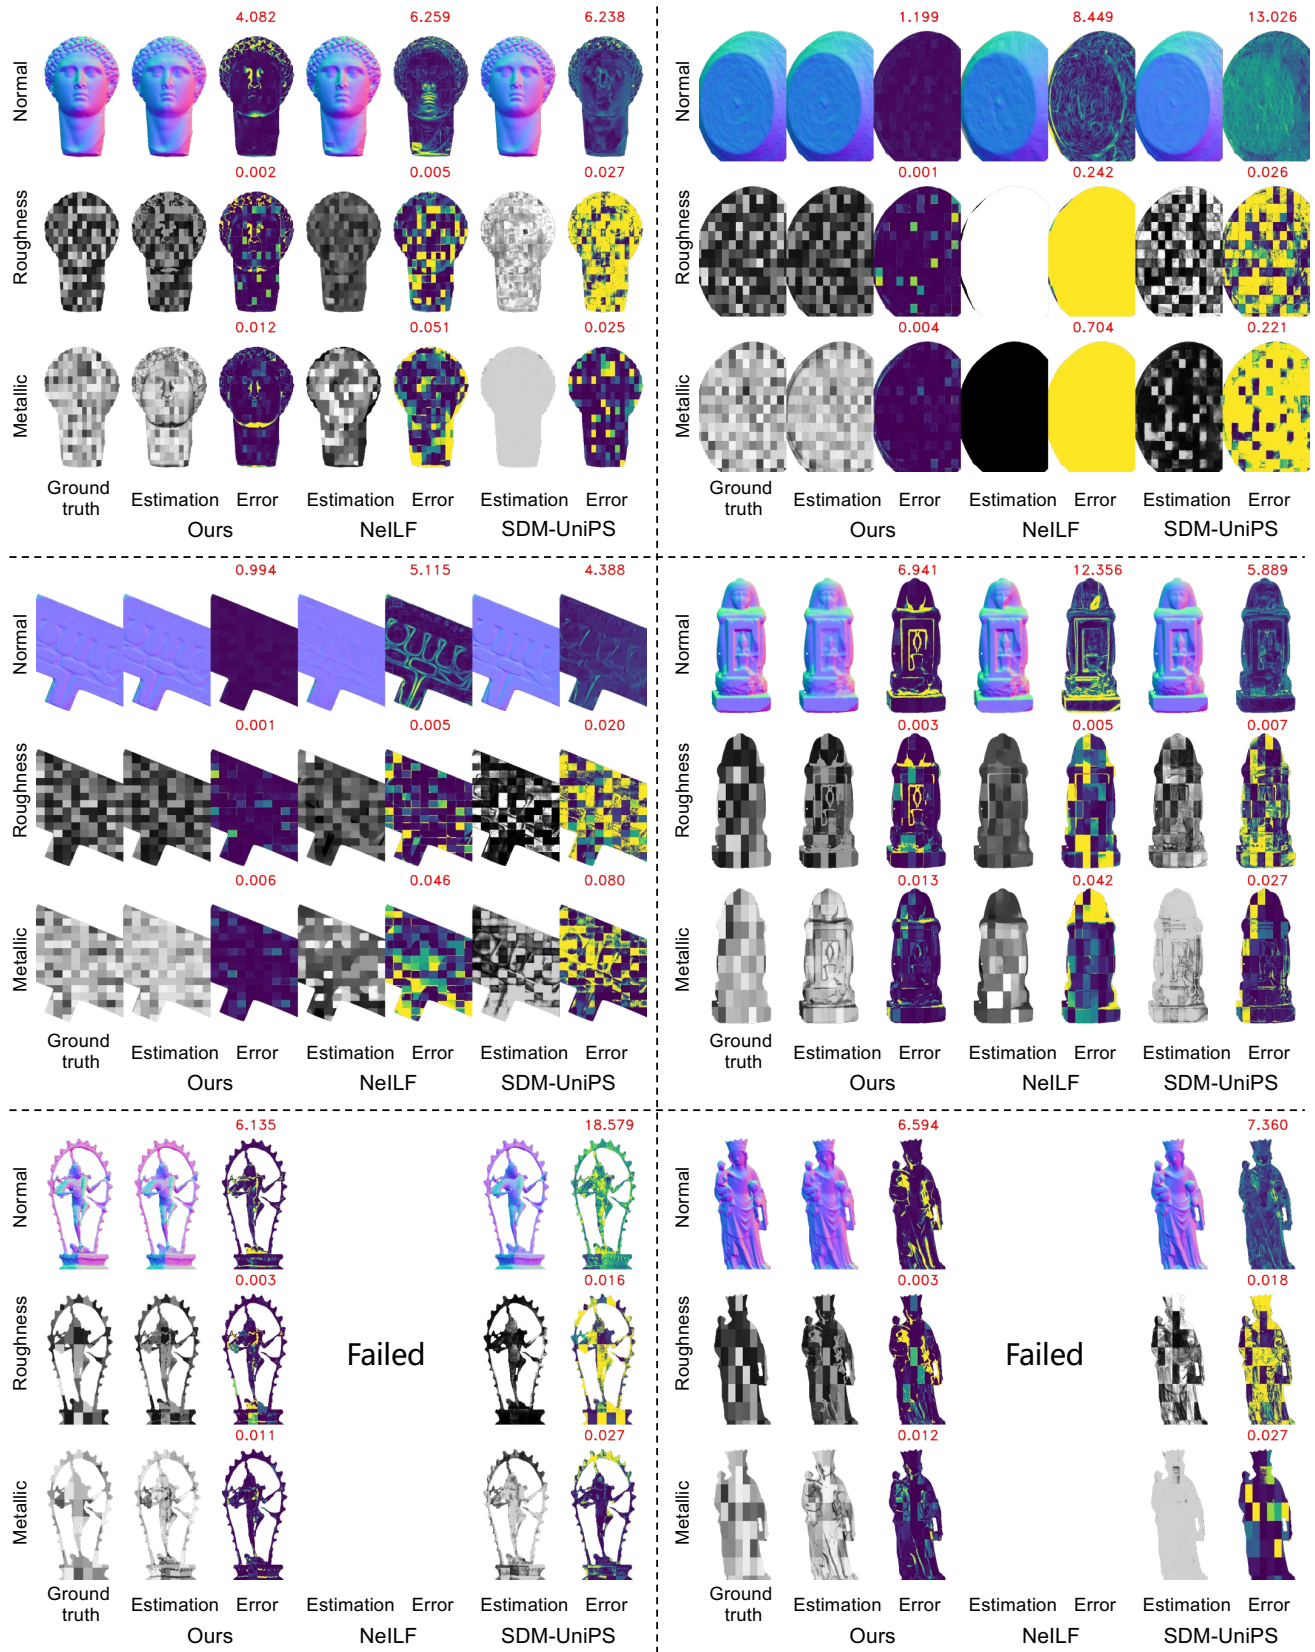 4.082 6.259 6.238
Normal
0.002 0.005 0.027
Roughness
0.012 0.051 0.025
Metallic
Ground truth Estimation Error Estimation Error Estimation Error
Ours NeILF SDM-UniPS
1.199 8.449 13.026
Normal
0.001 0.242 0.026
Roughness
0.004 0.704 0.221
Metallic
Ground truth Estimation Error Estimation Error Estimation Error
Ours NeILF SDM-UniPS
0.994 5.115 4.388
Normal
0.001 0.005 0.020
Roughness
0.006 0.046 0.080
Metallic
Ground truth Estimation Error Estimation Error Estimation Error
Ours NeILF SDM-UniPS
6.941 12.356 5.889
Normal
0.003 0.005 0.007
Roughness
0.013 0.042 0.027
Metallic
Ground truth Estimation Error Estimation Error Estimation Error
Ours NeILF SDM-UniPS
6.135 18.579
Normal
0.003 0.016
Roughness Failed
0.011 0.027
Metallic
Ground truth Estimation Error Estimation Error Estimation Error
Ours NeILF SDM-UniPS
6.594 7.360
Normal
0.003 0.018
Roughness Failed
0.012 0.027
Metallic
Ground truth Estimation Error Estimation Error Estimation Error
Ours NeILF SDM-UniPS